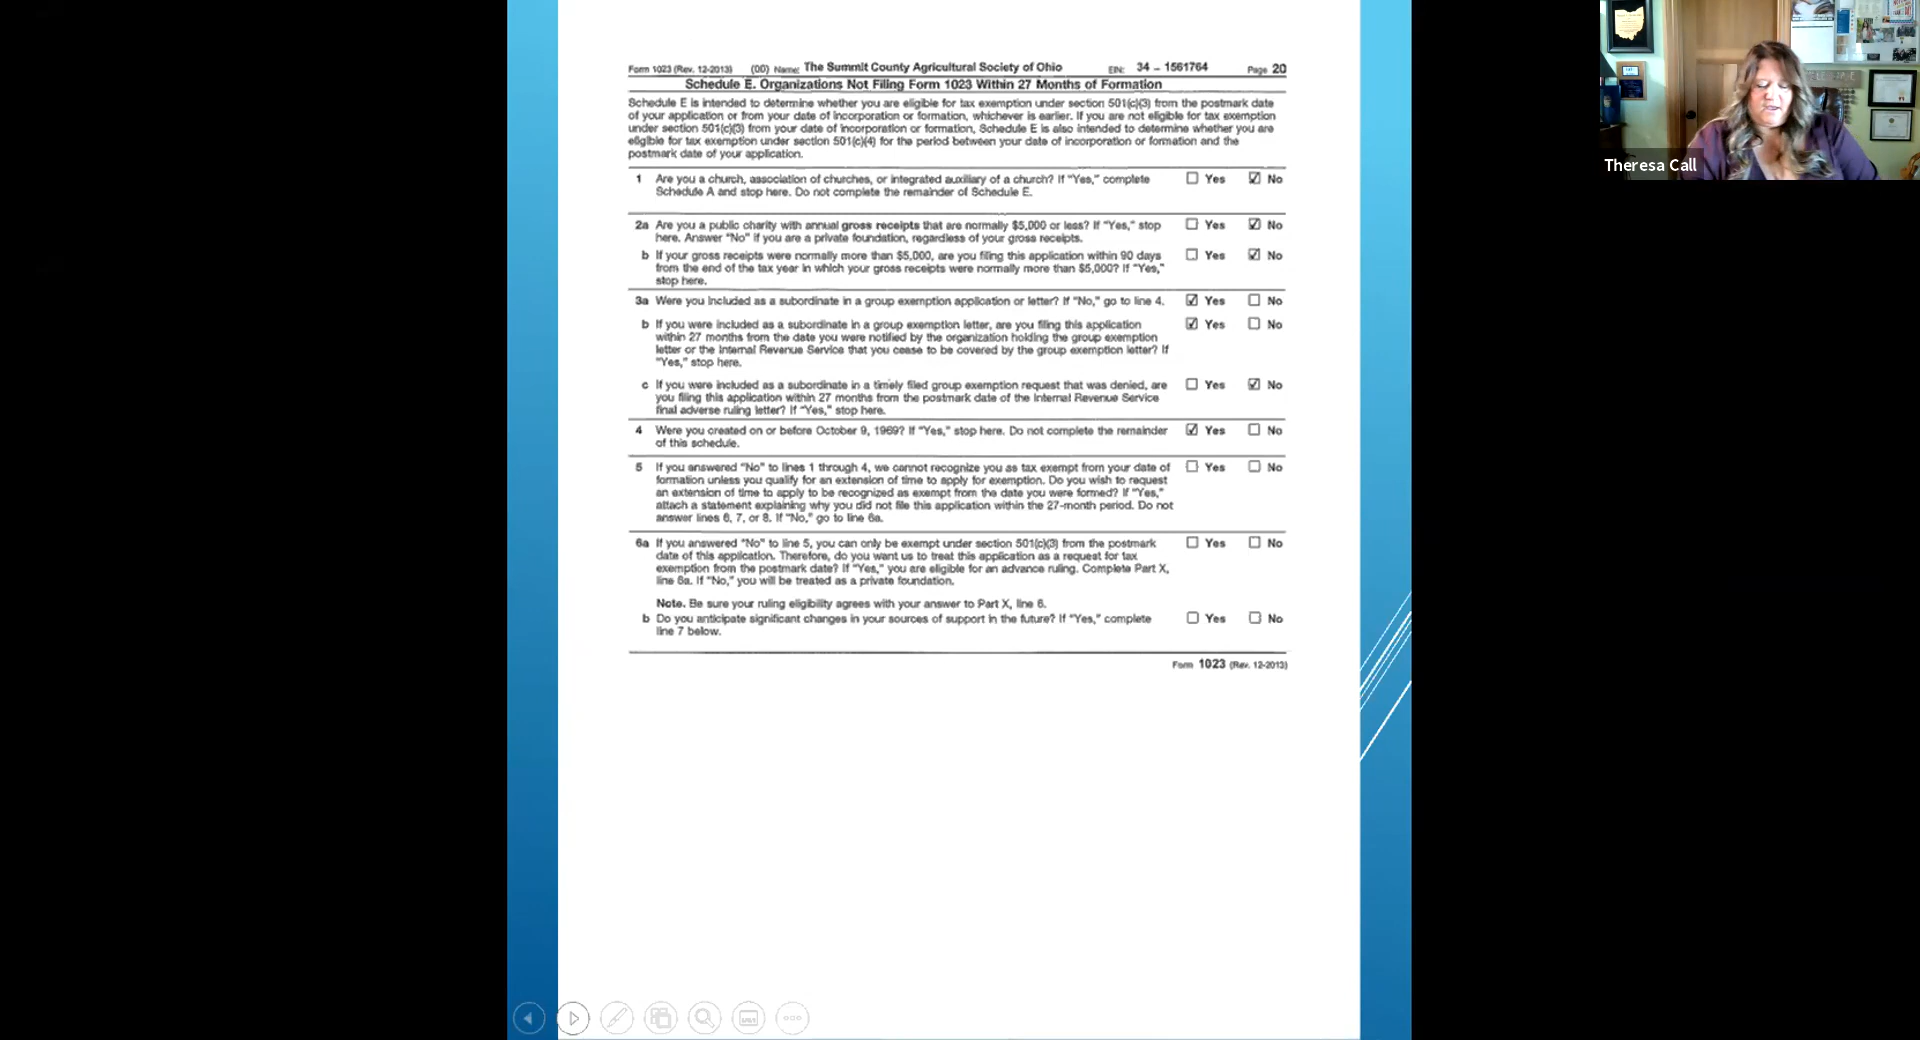 Form 1023 (Rev. 12-2013) (00) Name: The Summit County Agricultural Society of Ohio EIN: 34 – 1561764 Page 20
Schedule E. Organizations Not Filing Form 1023 Within 27 Months of Formation
Schedule E is intended to determine whether you are eligible for tax exemption under section 501(c)(3) from the postmark date
of your application or from your date of incorporation or formation, whichever is earlier. If you are not eligible for tax exemption
under section 501(c)(3) from your date of incorporation or formation, Schedule E is also intended to determine whether you are
eligible for tax exemption under section 501(c)(4) for the period between your date of incorporation or formation and the
postmark date of your application.
1 Are you a church, association of churches, or integrated auxiliary of a church? If "Yes," complete ☐ Yes ☑ No
Schedule A and stop here. Do not complete the remainder of Schedule E.
2a Are you a public charity with annual gross receipts that are normally $5,000 or less? If "Yes," stop ☐ Yes ☑ No
here. Answer "No" if you are a private foundation, regardless of your gross receipts.
b If your gross receipts were normally more than $5,000, are you filing this application within 90 days ☐ Yes ☑ No
from the end of the tax year in which your gross receipts were normally more than $5,000? If "Yes,"
stop here.
3a Were you included as a subordinate in a group exemption application or letter? If "No," go to line 4. ☑ Yes ☐ No
b If you were included as a subordinate in a group exemption letter, are you filing this application ☑ Yes ☐ No
within 27 months from the date you were notified by the organization holding the group exemption
letter or the Internal Revenue Service that you cease to be covered by the group exemption letter? If
"Yes," stop here.
c If you were included as a subordinate in a timely filed group exemption request that was denied, are ☐ Yes ☑ No
you filing this application within 27 months from the postmark date of the Internal Revenue Service
final adverse ruling letter? If "Yes," stop here.
4 Were you created on or before October 9, 1969? If "Yes," stop here. Do not complete the remainder ☑ Yes ☐ No
of this schedule.
5 If you answered "No" to lines 1 through 4, we cannot recognize you as tax exempt from your date of ☐ Yes ☐ No
formation unless you qualify for an extension of time to apply for exemption. Do you wish to request
an extension of time to apply to be recognized as exempt from the date you were formed? If "Yes,"
attach a statement explaining why you did not file this application within the 27-month period. Do not
answer lines 6, 7, or 8. If "No," go to line 6a.
6a If you answered "No" to line 5, you can only be exempt under section 501(c)(3) from the postmark ☐ Yes ☐ No
date of this application. Therefore, do you want us to treat this application as a request for tax
exemption from the postmark date? If "Yes," you are eligible for an advance ruling. Complete Part X,
line 6a. If "No," you will be treated as a private foundation.
Note. Be sure your ruling eligibility agrees with your answer to Part X, line 6.
b Do you anticipate significant changes in your sources of support in the future? If "Yes," complete ☐ Yes ☐ No
line 7 below.
Form 1023 (Rev. 12-2013)
Theresa Call